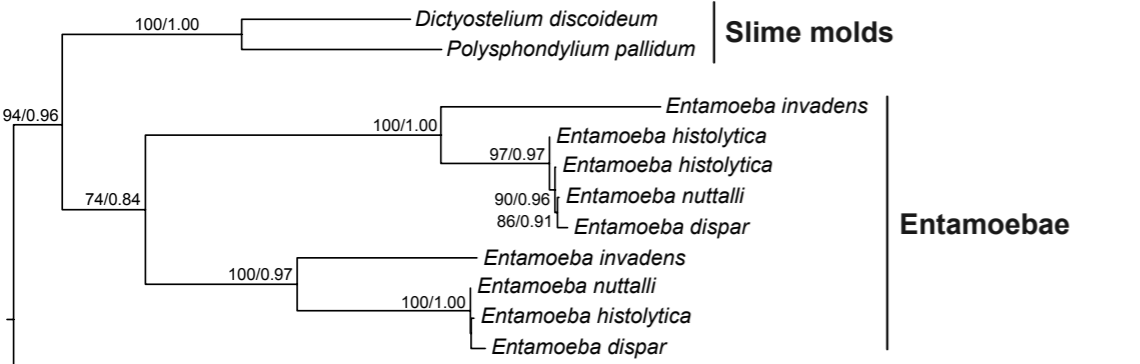 100/1.00
Dictyostelium discoideum
Polysphondylium pallidum
Slime molds
94/0.96
Entamoeba invadens
100/1.00
Entamoeba histolytica
97/0.97
Entamoeba histolytica
90/0.96
Entamoeba nuttalli
86/0.91
Entamoeba dispar
74/0.84
Entamoebae
Entamoeba invadens
100/0.97
Entamoeba nuttalli
100/1.00
Entamoeba histolytica
Entamoeba dispar